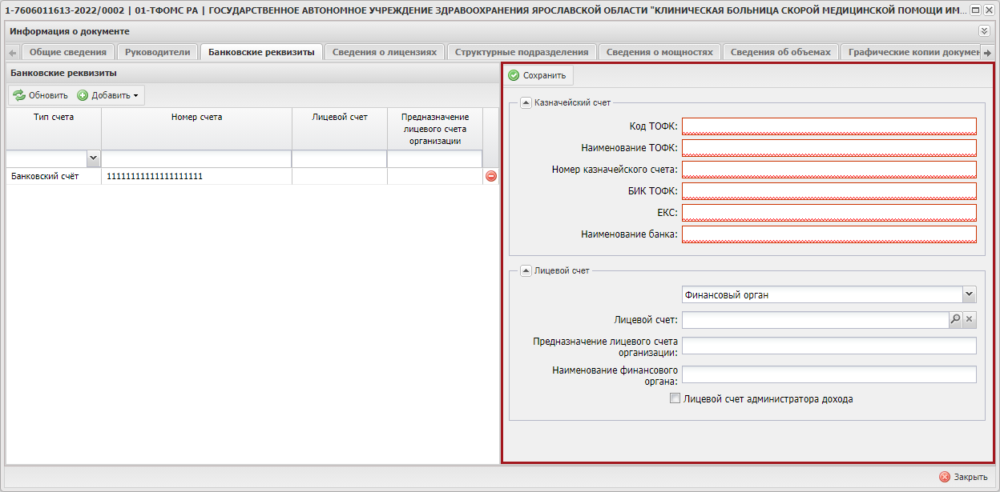 1-7606011613-2022/0002 | 01-ТФОМС РА | ГОСУДАРСТВЕННОЕ АВТОНОМНОЕ УЧРЕЖДЕНИЕ ЗДРАВООХРАНЕНИЯ ЯРОСЛАВСКОЙ ОБЛАСТИ "КЛИНИЧЕСКАЯ БОЛЬНИЦА СКОРОЙ МЕДИЦИНСКОЙ ПОМОЩИ ИМ...
Информация о документе
Общие сведения Руководители Банковские реквизиты Сведения о лицензиях Структурные подразделения Сведения о мощностях Сведения об объемах Графические копии докумен
Банковские реквизиты
Обновить Добавить
Тип счета Номер счета Лицевой счет Предназначение лицевого счета организации
Банковский счёт 11111111111111111111
Сохранить
Казначейский счет
Код ТОФК:
Наименование ТОФК:
Номер казначейского счета:
БИК ТОФК:
ЕКС:
Наименование банка:
Лицевой счет
Финансовый орган
Лицевой счет:
Предназначение лицевого счета
организации:
Наименование финансового
органа:
Лицевой счет администратора дохода
Закрыть